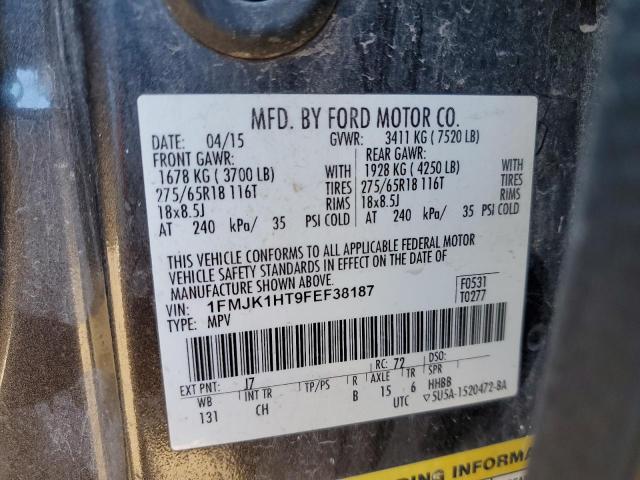 MFD. BY FORD MOTOR CO.
DATE: 04/15 GVWR: 3411 KG ( 7520 LB)
FRONT GAWR: REAR GAWR:
1678 KG ( 3700 LB) WITH 1928 KG ( 4250 LB) WITH
275/65R18 116T TIRES 275/65R18 116T TIRES
18x8.5J RIMS 18x8.5J RIMS
AT 240 kPa/ 35 PSI COLD AT 240 kPa/ 35 PSI COLD
THIS VEHICLE CONFORMS TO ALL APPLICABLE FEDERAL MOTOR
VEHICLE SAFETY STANDARDS IN EFFECT ON THE DATE OF
MANUFACTURE SHOWN ABOVE.
VIN: 1FMJK1HT9FEF38187 F0531
TYPE: MPV T0277
EXT PNT: J7 RC: 72 DSO:
WB INT TR TP/PS R AXLE TR SPR
131 CH B 15 6 HHBB
UTC ▽5U5A-1520472-BA
ING INFORMA